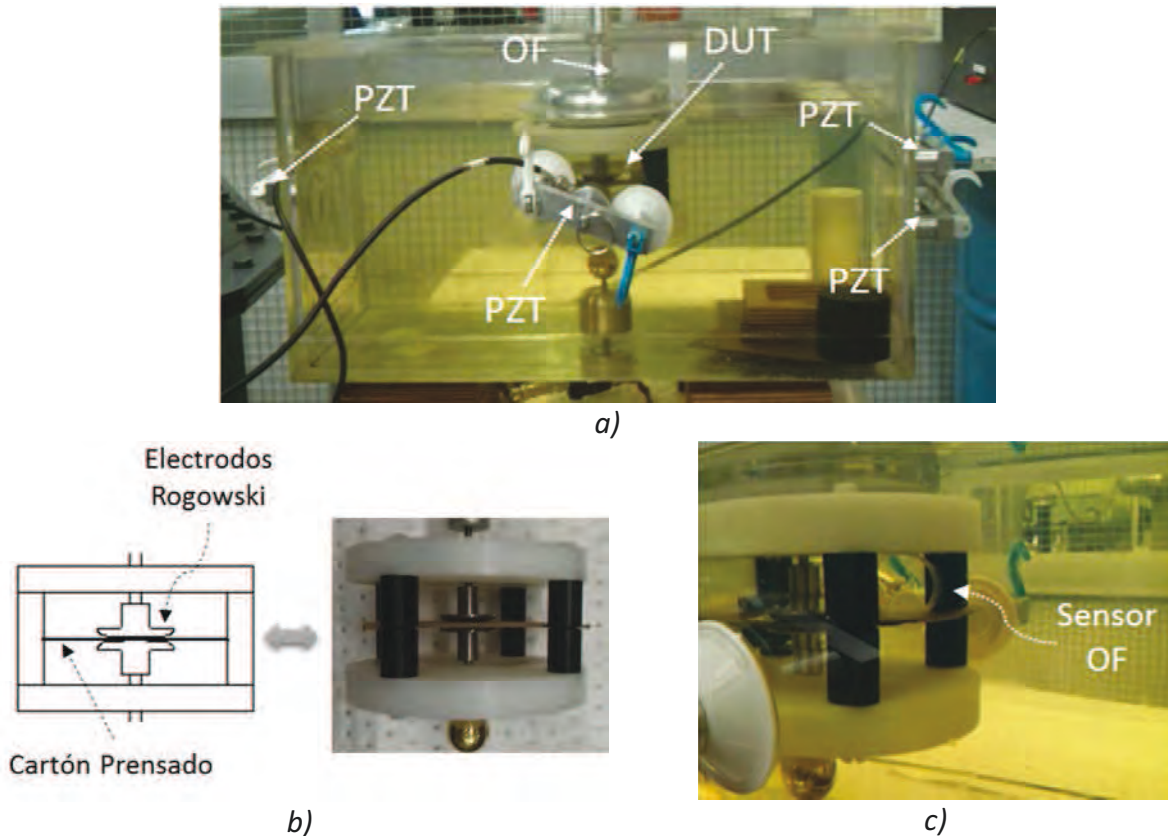 OF
DUT
PZT
PZT
PZT
PZT
a)
Electrodos
Rogowski
Cartón Prensado
b)
Sensor
OF
c)